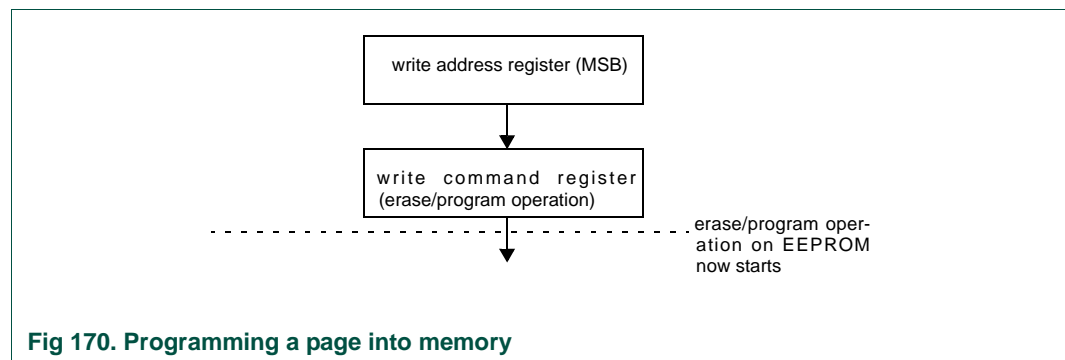 write address register (MSB)
write command register
(erase/program operation)
erase/program oper-
ation on EEPROM
now starts
Fig 170. Programming a page into memory